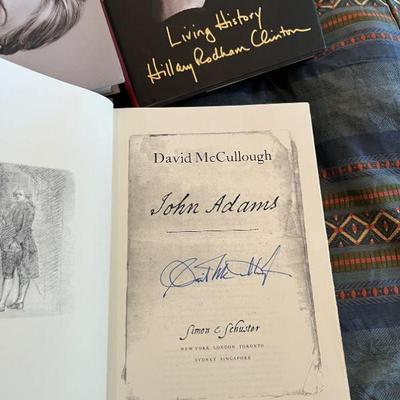 Living History
Hillary Rodham Clinton
David McCullough
John Adams
Simon & Schuster
NEW YORK LONDON TORONTO
SYDNEY SINGAPORE